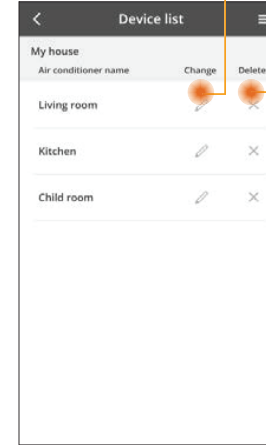 Device list
My house
Air conditioner name Change Delete
Living room
Kitchen
Child room